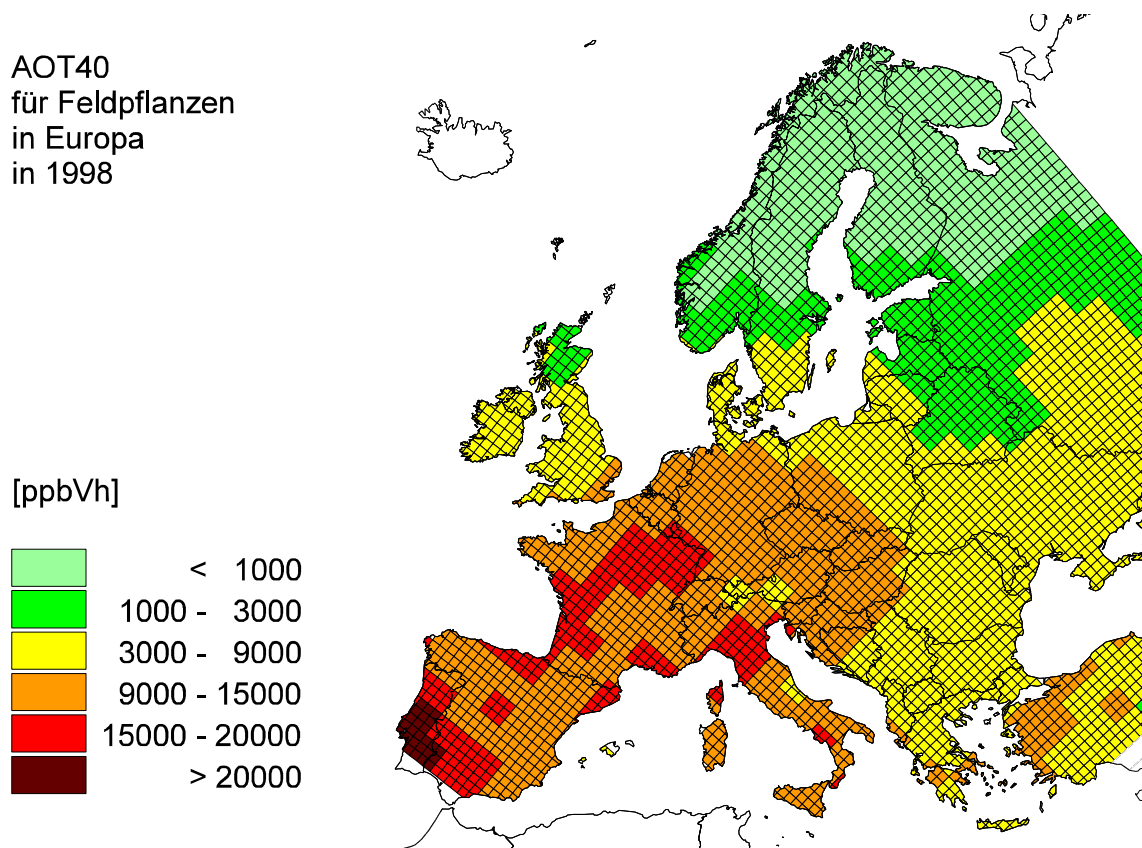 AOT40
für Feldpflanzen
in Europa
in 1998
[ppbVh]
< 1000
1000 - 3000
3000 - 9000
9000 - 15000
15000 - 20000
> 20000